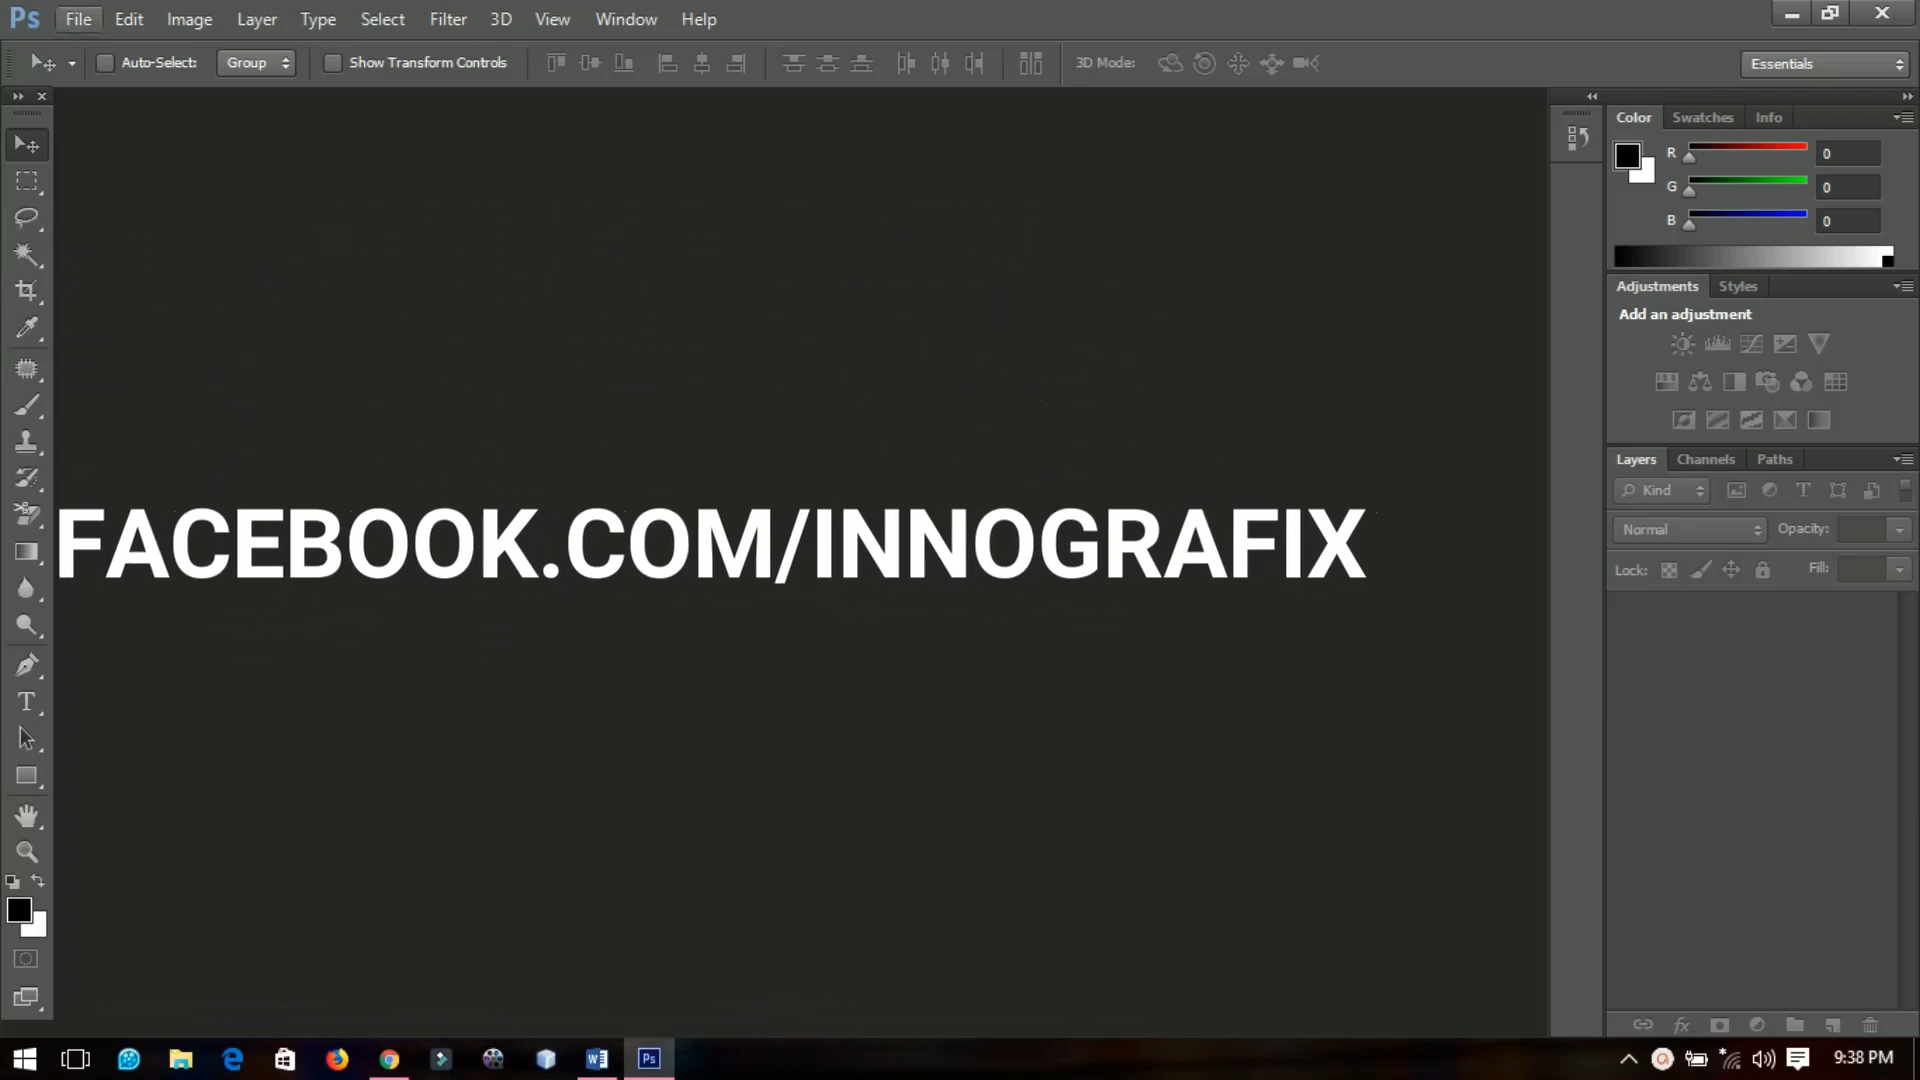 Ps File Edit Image Layer Type Select Filter 3D View Window Help
Auto-Select: Group Show Transform Controls 3D Mode: Essentials
Color Swatches Info
R 0
G 0
B 0
Adjustments Styles
Add an adjustment
Layers Channels Paths
Kind
Normal Opacity:
Lock: Fill:
FACEBOOK.COM/INNOGRAFIX
9:38 PM